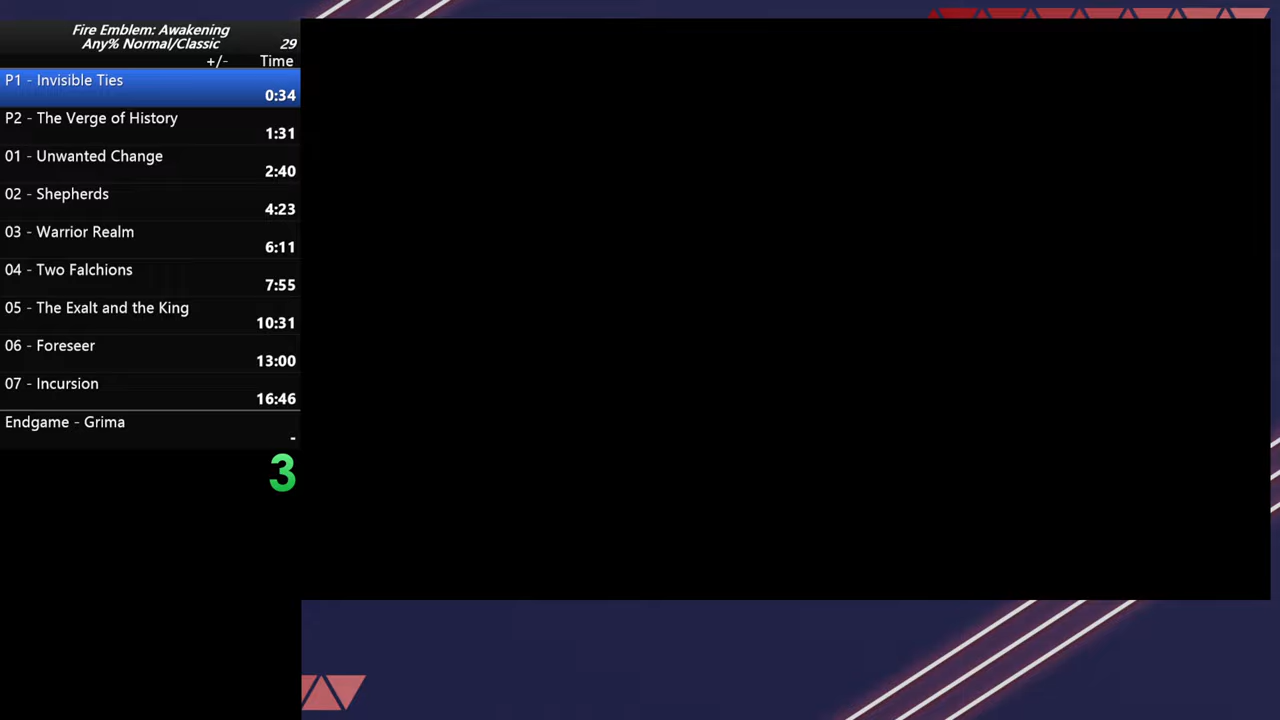 Fire Emblem: Awakening
Any% Normal/Classic 29
+/- Time
P1 - Invisible Ties
0:34
P2 - The Verge of History
1:31
01 - Unwanted Change
2:40
02 - Shepherds
4:23
03 - Warrior Realm
6:11
04 - Two Falchions
7:55
05 - The Exalt and the King
10:31
06 - Foreseer
13:00
07 - Incursion
16:46
Endgame - Grima
-
3